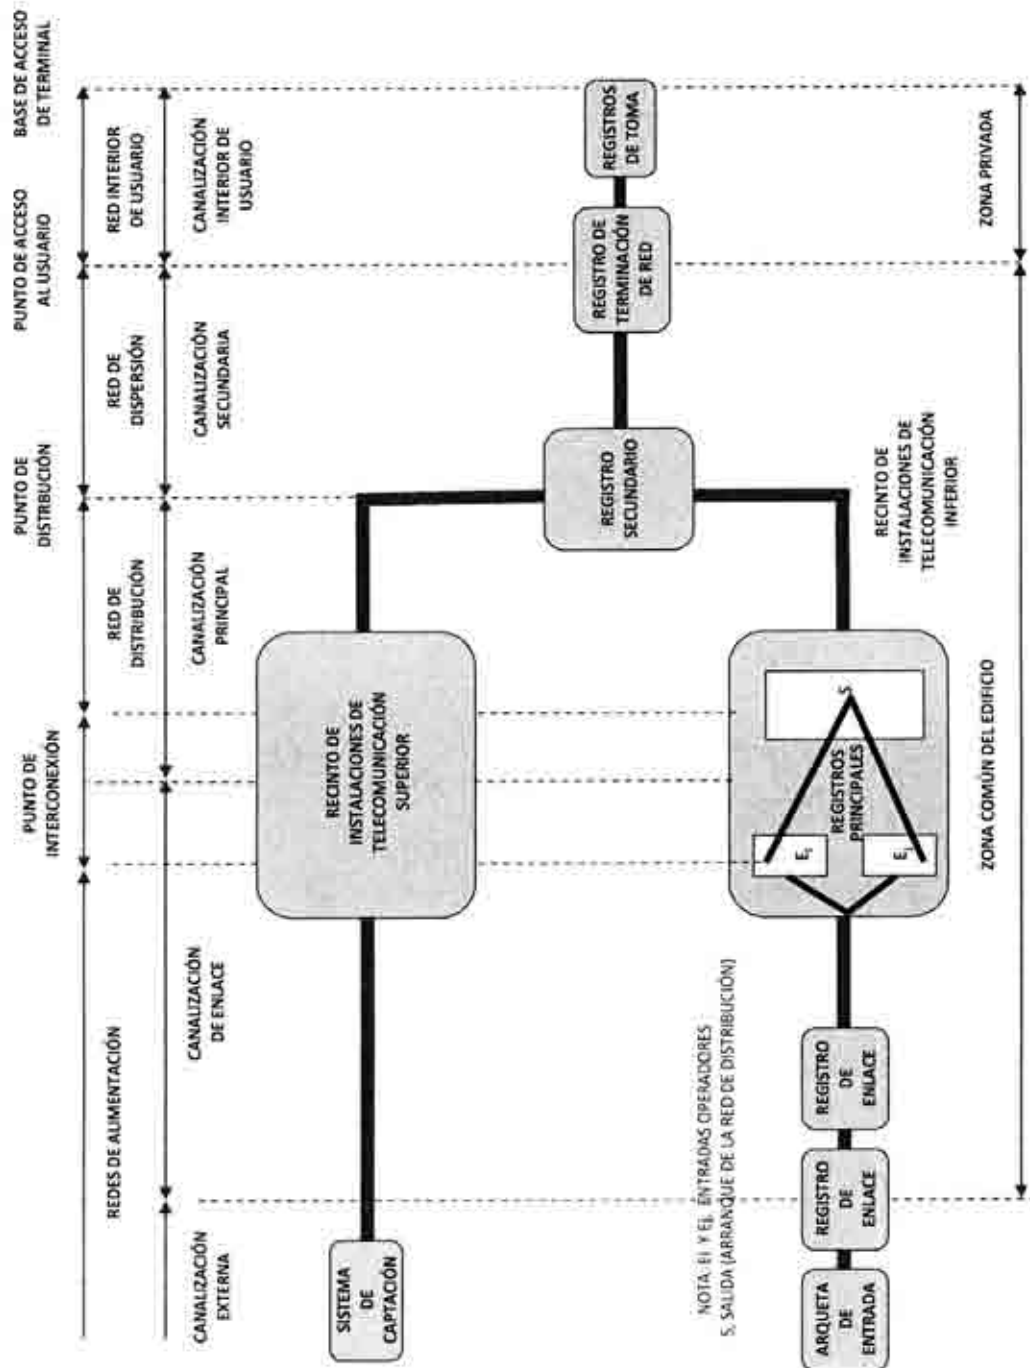 PUNTO DE
INTERCONEXIÓN
PUNTO DE
DISTRIBUCIÓN
PUNTO DE ACCESO
AL USUARIO
BASE DE ACCESO
DE TERMINAL
REDES DE ALIMENTACIÓN
RED DE
DISTRIBUCIÓN
RED DE
DISPERSIÓN
RED INTERIOR
DE USUARIO
CANALIZACIÓN
EXTERNA
CANALIZACIÓN
DE ENLACE
CANALIZACIÓN
PRINCIPAL
CANALIZACIÓN
SECUNDARIA
CANALIZACIÓN
INTERIOR DE
USUARIO
SISTEMA
DE
CAPTACIÓN
RECINTO DE
INSTALACIONES DE
TELECOMUNICACIÓN
SUPERIOR
REGISTRO
SECUNDARIO
REGISTRO DE
TERMINACIÓN
DE RED
REGISTROS
DE TOMA
NOTA: Ei Y Ej, ENTRADAS OPERADORES
S, SALIDA (ARRANQUE DE LA RED DE DISTRIBUCIÓN)
ARQUETA
DE
ENTRADA
REGISTRO
DE
ENLACE
REGISTRO
DE
ENLACE
Ei
Ej
REGISTROS
PRINCIPALES
S
RECINTO DE
INSTALACIONES DE
TELECOMUNICACIÓN
INFERIOR
ZONA COMÚN DEL EDIFICIO
ZONA PRIVADA